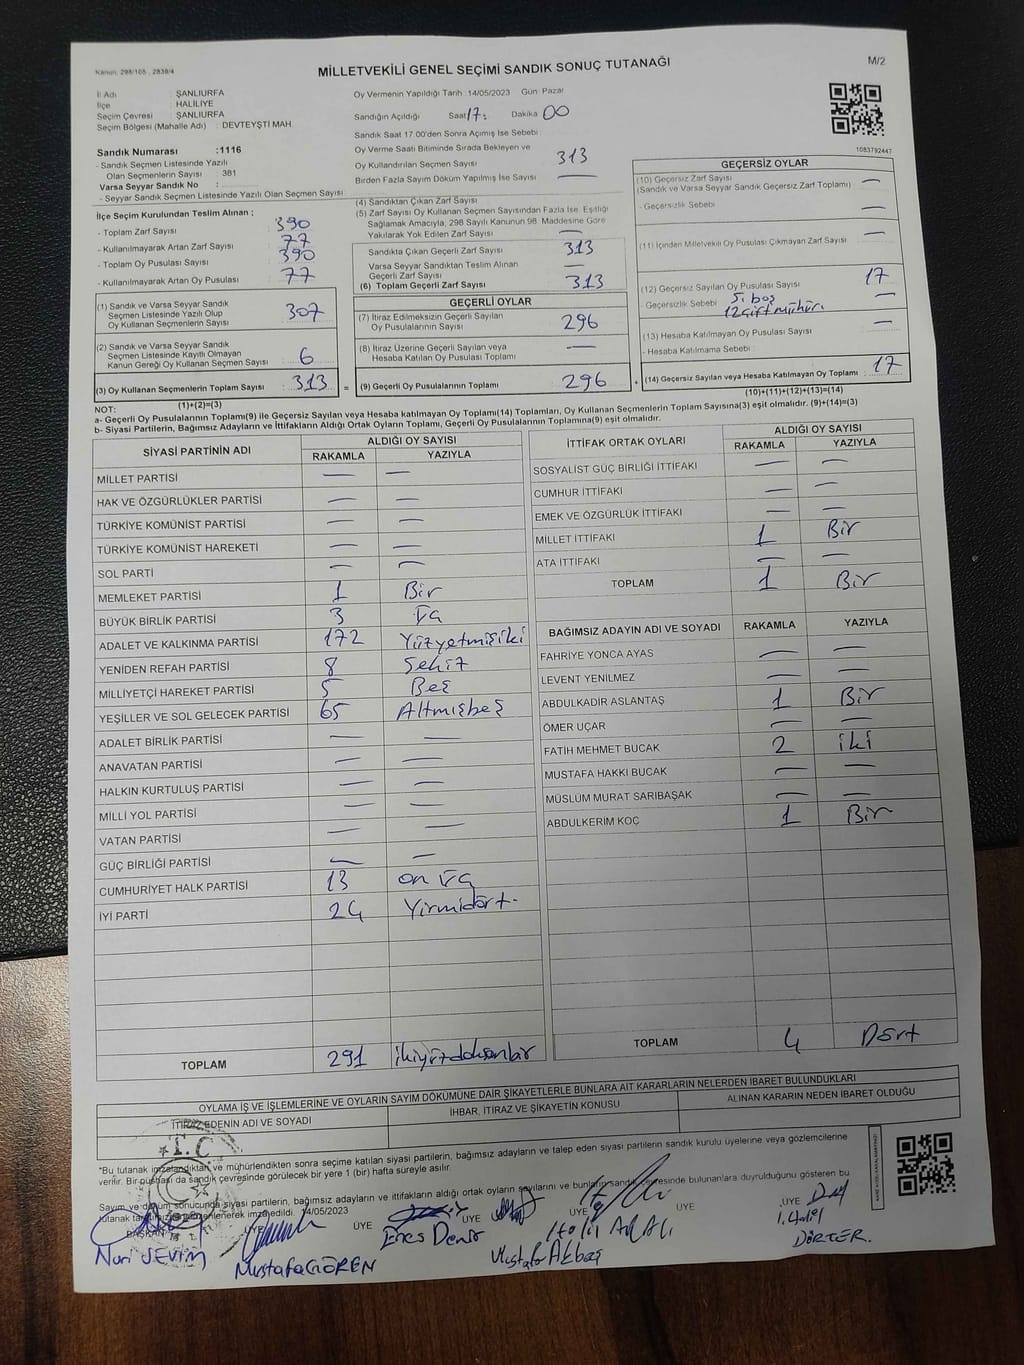 Kanun: 298/105 , 2839/4
MİLLETVEKİLİ GENEL SEÇİMİ SANDIK SONUÇ TUTANAĞI
M/2
İl Adı : ŞANLIURFA
İlçe : HALİLİYE
Seçim Çevresi : ŞANLIURFA
Seçim Bölgesi (Mahalle Adı) : DEVTEYŞTİ MAH
Sandık Numarası :1116
- Sandık Seçmen Listesinde Yazılı
Olan Seçmenlerin Sayısı : 381
Varsa Seyyar Sandık No :
- Seyyar Sandık Seçmen Listesinde Yazılı Olan Seçmen Sayısı :
Oy Vermenin Yapıldığı Tarih :14/05/2023 Gün Pazar
Sandığın Açıldığı Saat 17: Dakika 00
Sandık Saat 17.00'den Sonra Açılmış İse Sebebi :
Oy Verme Saati Bitiminde Sırada Bekleyen ve
Oy Kullandırılan Seçmen Sayısı 313
Birden Fazla Sayım Döküm Yapılmış İse Sayısı : —
1083792447
İlçe Seçim Kurulundan Teslim Alınan ;
- Toplam Zarf Sayısı : 390
- Kullanılmayarak Artan Zarf Sayısı : 77
- Toplam Oy Pusulası Sayısı : 390
- Kullanılmayarak Artan Oy Pusulası : 77
(1) Sandık ve Varsa Seyyar Sandık
Seçmen Listesinde Yazılı Olup
Oy Kullanan Seçmenlerin Sayısı : 307
(2) Sandık ve Varsa Seyyar Sandık
Seçmen Listesinde Kayıtlı Olmayan
Kanun Gereği Oy Kullanan Seçmen Sayısı : 6
(3) Oy Kullanan Seçmenlerin Toplam Sayısı : 313
(1)+(2)=(3)
(4) Sandıktan Çıkan Zarf Sayısı
(5) Zarf Sayısı Oy Kullanan Seçmen Sayısından Fazla İse, Eşitliği
Sağlamak Amacıyla; 298 Sayılı Kanunun 98. Maddesine Göre
Yakılarak Yok Edilen Zarf Sayısı : —
Sandıkta Çıkan Geçerli Zarf Sayısı 313
Varsa Seyyar Sandıktan Teslim Alınan
Geçerli Zarf Sayısı —
(6) Toplam Geçerli Zarf Sayısı 313
GEÇERLİ OYLAR
(7) İtiraz Edilmeksizin Geçerli Sayılan
Oy Pusulalarının Sayısı 296
(8) İtiraz Üzerine Geçerli Sayılan veya
Hesaba Katılan Oy Pusulası Toplamı —
= (9) Geçerli Oy Pusulalarının Toplamı 296
GEÇERSİZ OYLAR
(10) Geçersiz Zarf Sayısı —
(Sandık ve Varsa Seyyar Sandık Geçersiz Zarf Toplamı)
- Geçersizlik Sebebi : —
(11) İçinden Milletvekili Oy Pusulası Çıkmayan Zarf Sayısı —
(12) Geçersiz Sayılan Oy Pusulası Sayısı 17
- Geçersizlik Sebebi : 5. boş —
12 çift mühür.
(13) Hesaba Katılmayan Oy Pusulası Sayısı —
- Hesaba Katılmama Sebebi :
(14) Geçersiz Sayılan veya Hesaba Katılmayan Oy Toplamı : 17
(10)+(11)+(12)+(13)=(14)
NOT:
a- Geçerli Oy Pusulalarının Toplamı(9) ile Geçersiz Sayılan veya Hesaba katılmayan Oy Toplamı(14) Toplamları, Oy Kullanan Seçmenlerin Toplam Sayısına(3) eşit olmalıdır. (9)+(14)=(3)
b- Siyasi Partilerin, Bağımsız Adayların ve İttifakların Aldığı Ortak Oyların Toplamı, Geçerli Oy Pusulalarının Toplamına(9) eşit olmalıdır.
SİYASİ PARTİNİN ADI ALDIĞI OY SAYISI
RAKAMLA YAZIYLA
MİLLET PARTİSİ — —
HAK VE ÖZGÜRLÜKLER PARTİSİ — —
TÜRKİYE KOMÜNİST PARTİSİ — —
TÜRKİYE KOMÜNİST HAREKETİ — —
SOL PARTİ — —
MEMLEKET PARTİSİ 1 Bir
BÜYÜK BİRLİK PARTİSİ 3 Üç
ADALET VE KALKINMA PARTİSİ 172 Yüzyetmişiki
YENİDEN REFAH PARTİSİ 8 Sekiz
MİLLİYETÇİ HAREKET PARTİSİ 5 Beş
YEŞİLLER VE SOL GELECEK PARTİSİ 65 Altmışbeş
ADALET BİRLİK PARTİSİ — —
ANAVATAN PARTİSİ — —
HALKIN KURTULUŞ PARTİSİ — —
MİLLİ YOL PARTİSİ — —
VATAN PARTİSİ — —
GÜÇ BİRLİĞİ PARTİSİ — —
CUMHURİYET HALK PARTİSİ 13 on üç
İYİ PARTİ 24 Yirmidört.
TOPLAM 291 ikiyüzdoksanbir
İTTİFAK ORTAK OYLARI ALDIĞI OY SAYISI
RAKAMLA YAZIYLA
SOSYALİST GÜÇ BİRLİĞİ İTTİFAKI — —
CUMHUR İTTİFAKI — —
EMEK VE ÖZGÜRLÜK İTTİFAKI — —
MİLLET İTTİFAKI 1 Bir
ATA İTTİFAKI — —
TOPLAM 1 Bir
BAĞIMSIZ ADAYIN ADI VE SOYADI RAKAMLA YAZIYLA
FAHRİYE YONCA AYAS — —
LEVENT YENİLMEZ — —
ABDULKADİR ASLANTAŞ 1 Bir
ÖMER UÇAR — —
FATİH MEHMET BUCAK 2 iki
MUSTAFA HAKKI BUCAK — —
MÜSLÜM MURAT SARIBAŞAK — —
ABDULKERİM KOÇ 1 Bir
TOPLAM 4 Dört
OYLAMA İŞ VE İŞLEMLERİNE VE OYLARIN SAYIM DÖKÜMÜNE DAİR ŞİKAYETLERLE BUNLARA AİT KARARLARIN NELERDEN İBARET BULUNDUKLARI
İTİRAZ EDENİN ADI VE SOYADI İHBAR, İTİRAZ VE ŞİKAYETİN KONUSU ALINAN KARARIN NEDEN İBARET OLDUĞU
T.C
*Bu tutanak imzalandıktan ve mühürlendikten sonra seçime katılan siyasi partilerin, bağımsız adayların ve talep eden siyasi partilerin sandık kurulu üyelerine veya gözlemcilerine
verilir. Bir nüshası da sandık çevresinde görülecek bir yere 1 (bir) hafta süreyle asılır.
Sayım ve döküm sonucunda siyasi partilerin, bağımsız adayların ve ittifakların aldığı ortak oyların sayılarını ve bunların sandık çevresinde bulunanlara duyrulduğunu gösteren bu
tutanak tarafımızdan düzenlenerek imza edildi. 14/05/2023
BAŞKAN ÜYE ÜYE ÜYE ÜYE ÜYE ÜYE
Nuri SEVİM
Mustafa GÖREN
Enes Demir
Mustafa Akbaş
Halil
DÖRTER.